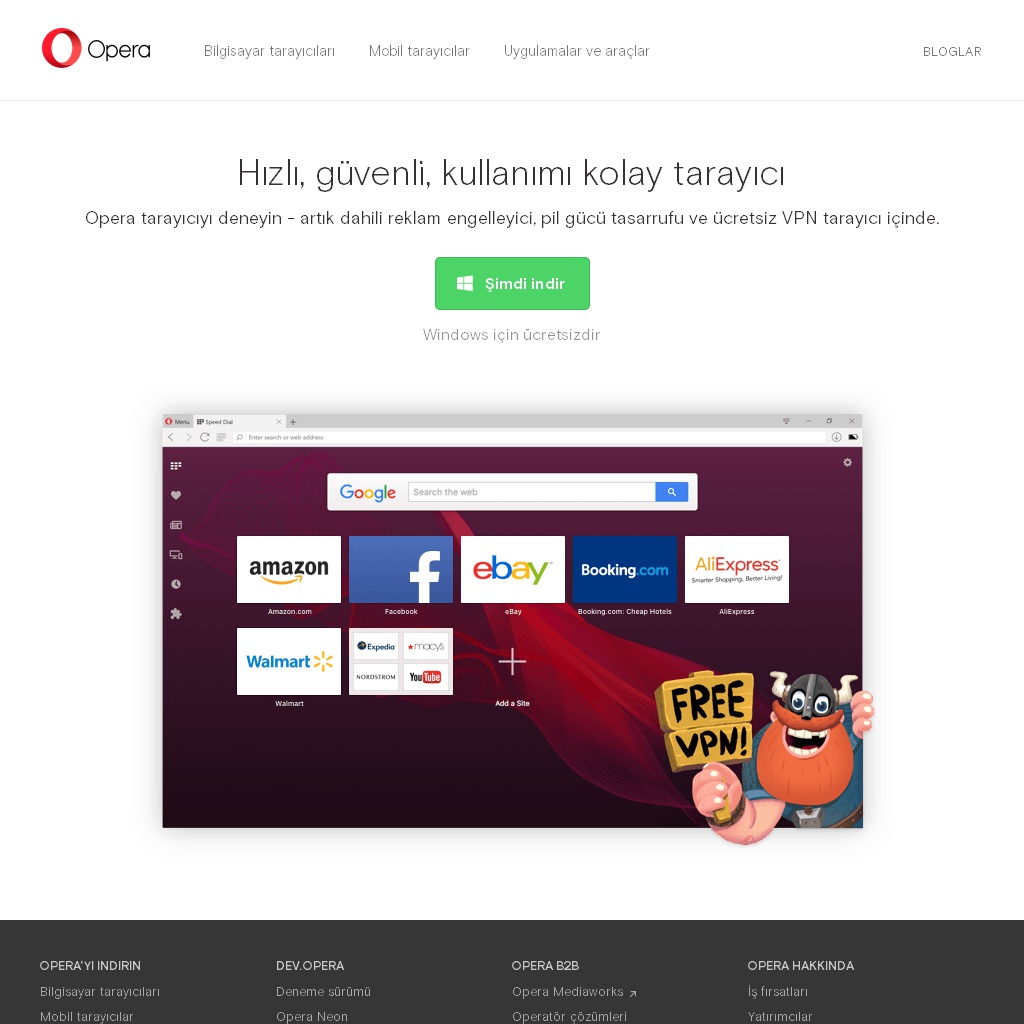 Opera
Bilgisayar tarayıcıları
Mobil tarayıcılar
Uygulamalar ve araçlar
BLOGLAR
Hızlı, güvenli, kullanımı kolay tarayıcı
Opera tarayıcıyı deneyin – artık dahili reklam engelleyici, pil gücü tasarrufu ve ücretsiz VPN tarayıcı içinde.
Şimdi indir
Windows için ücretsizdir
Menu
Speed Dial
Enter search or web address
Google
Search the web
amazon
ebay
Booking.com
AliExpress
Smarter Shopping, Better Living!
Amazon.com
Facebook
eBay
Booking.com: Cheap Hotels
AliExpress
Walmart
Expedia
macy's
NORDSTROM
YouTube
Walmart
Add a Site
FREE
VPN!
OPERA'YI INDIRIN
DEV.OPERA
OPERA B2B
OPERA HAKKINDA
Bilgisayar tarayıcıları
Deneme sürümü
Opera Mediaworks
İş fırsatları
Mobil tarayıcılar
Opera Neon
Operatör çözümleri
Yatırımcılar